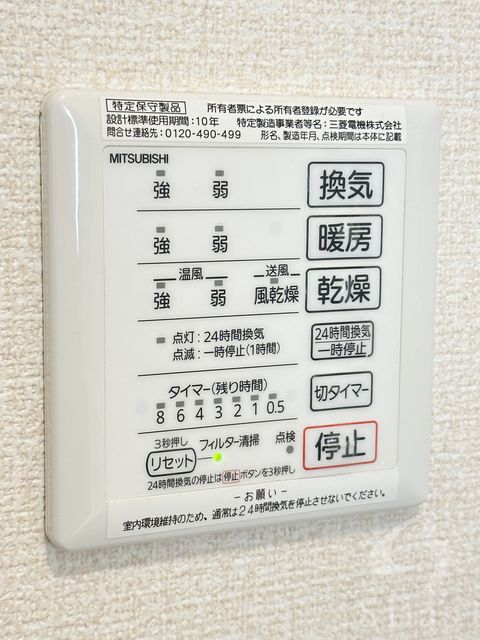 特定保守製品 所有者票による所有者登録が必要です
設計標準使用期間:10年 特定製造事業者等名:三菱電機株式会社
問合せ連絡先:0120-490-499 形名、製造年月、点検期間は本体に記載
MITSUBISHI
強 弱 換気
強 弱 暖房
温風 送風
強 弱 風乾燥 乾燥
点灯:24時間換気
点滅:一時停止(1時間)
24時間換気
一時停止
タイマー(残り時間)
8 6 4 3 2 1 0.5
切タイマー
3秒押し フィルター清掃 点検
リセット
停止
24時間換気の停止は停止ボタンを3秒押し
-お願い-
室内環境維持のため、通常は24時間換気を停止させないでください。